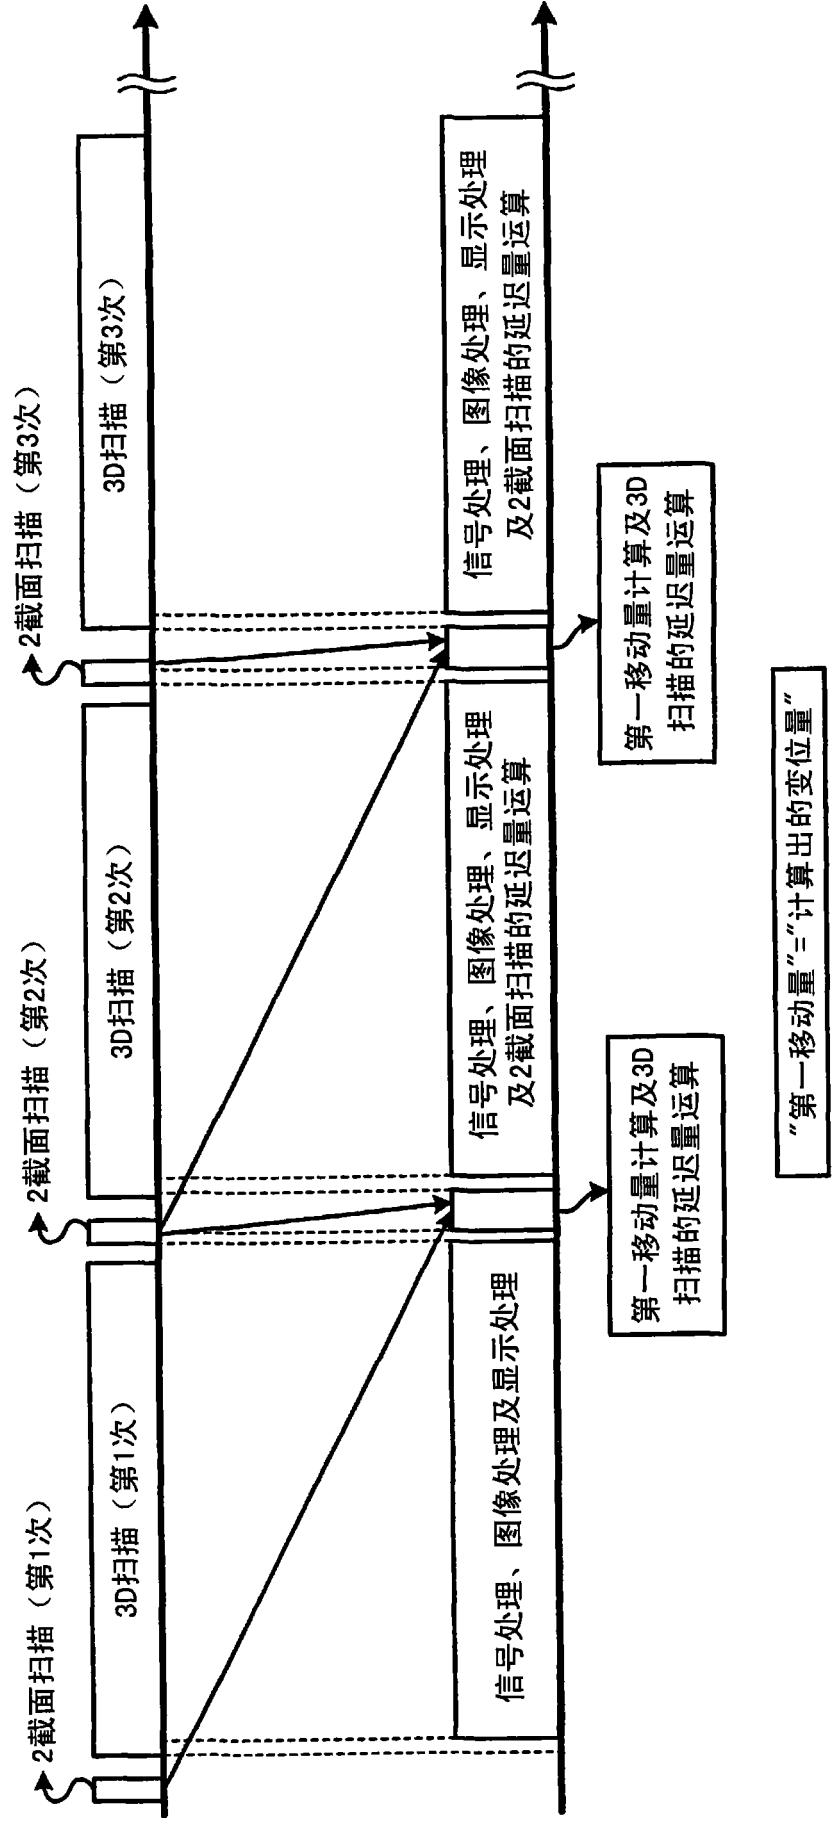 2截面扫描（第1次）
2截面扫描（第2次）
2截面扫描（第3次）
3D扫描（第1次）
3D扫描（第2次）
3D扫描（第3次）
信号处理、图像处理及显示处理
信号处理、图像处理、显示处理
及2截面扫描的延迟量运算
信号处理、图像处理、显示处理
及2截面扫描的延迟量运算
第一移动量计算及3D
扫描的延迟量运算
第一移动量计算及3D
扫描的延迟量运算
"第一移动量"="计算出的变位量"